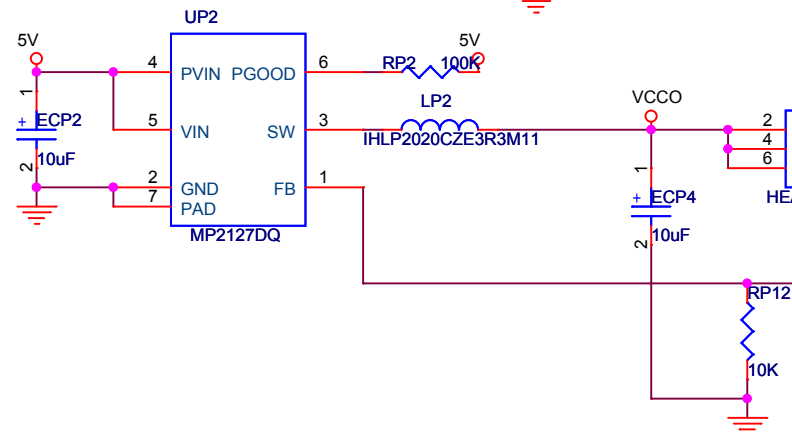 UP2
5V
5V
4
PVIN
PGOOD
6
RP2
100K
1
+
ECP2
10uF
2
5
VIN
SW
3
LP2
IHLP2020CZE3R3M11
VCCO
2
4
6
HEA
2
GND
FB
1
7
PAD
MP2127DQ
1
+
ECP4
10uF
2
RP12
10K